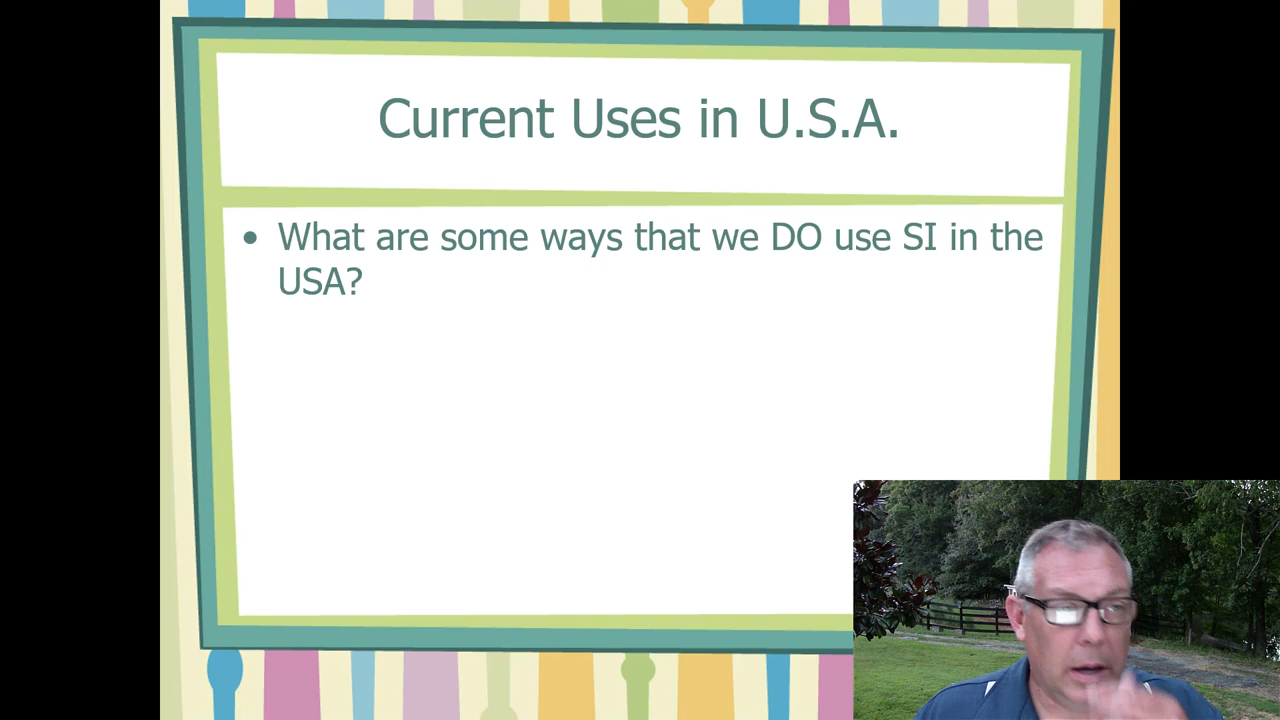 Current Uses in U.S.A.
• What are some ways that we DO use SI in the
USA?